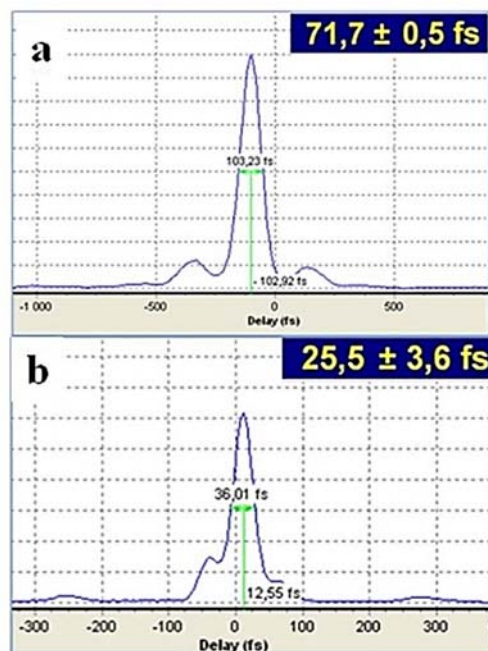 a
71,7 ± 0,5 fs
103,23 fs
- 102,92 fs
-1 000 -500 0 500
Delay (fs)
b
25,5 ± 3,6 fs
36,01 fs
12,55 fs
-300 -200 -100 0 100 200 300
Delay (fs)